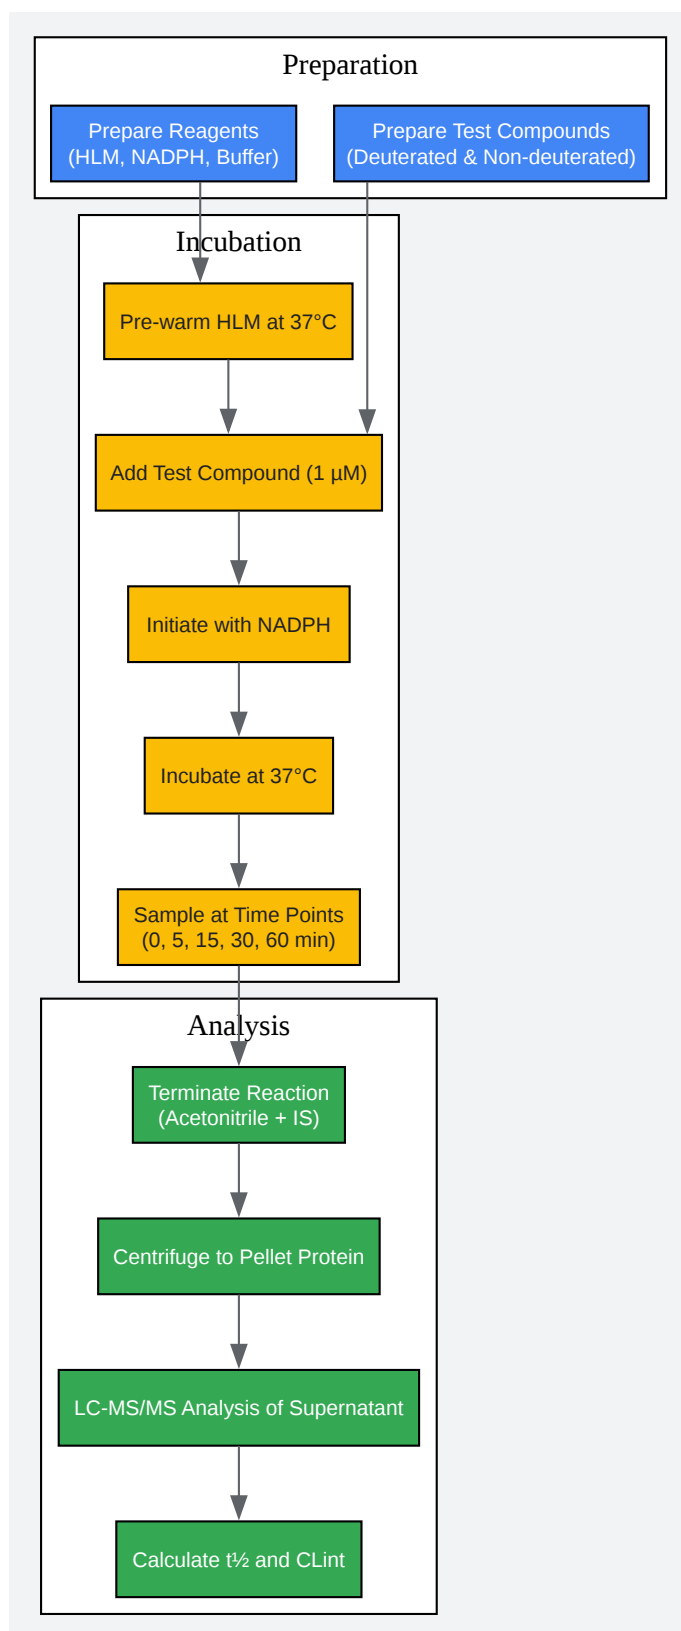 Preparation
Prepare Reagents
(HLM, NADPH, Buffer)
Prepare Test Compounds
(Deuterated & Non-deuterated)
Incubation
Pre-warm HLM at 37°C
Add Test Compound (1 µM)
Initiate with NADPH
Incubate at 37°C
Sample at Time Points
(0, 5, 15, 30, 60 min)
Analysis
Terminate Reaction
(Acetonitrile + IS)
Centrifuge to Pellet Protein
LC-MS/MS Analysis of Supernatant
Calculate t½ and CLint